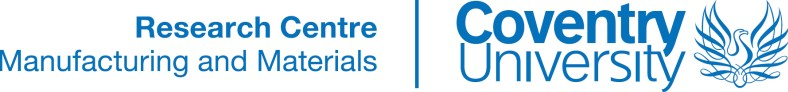 Research Centre
Manufacturing and Materials
Coventry
University